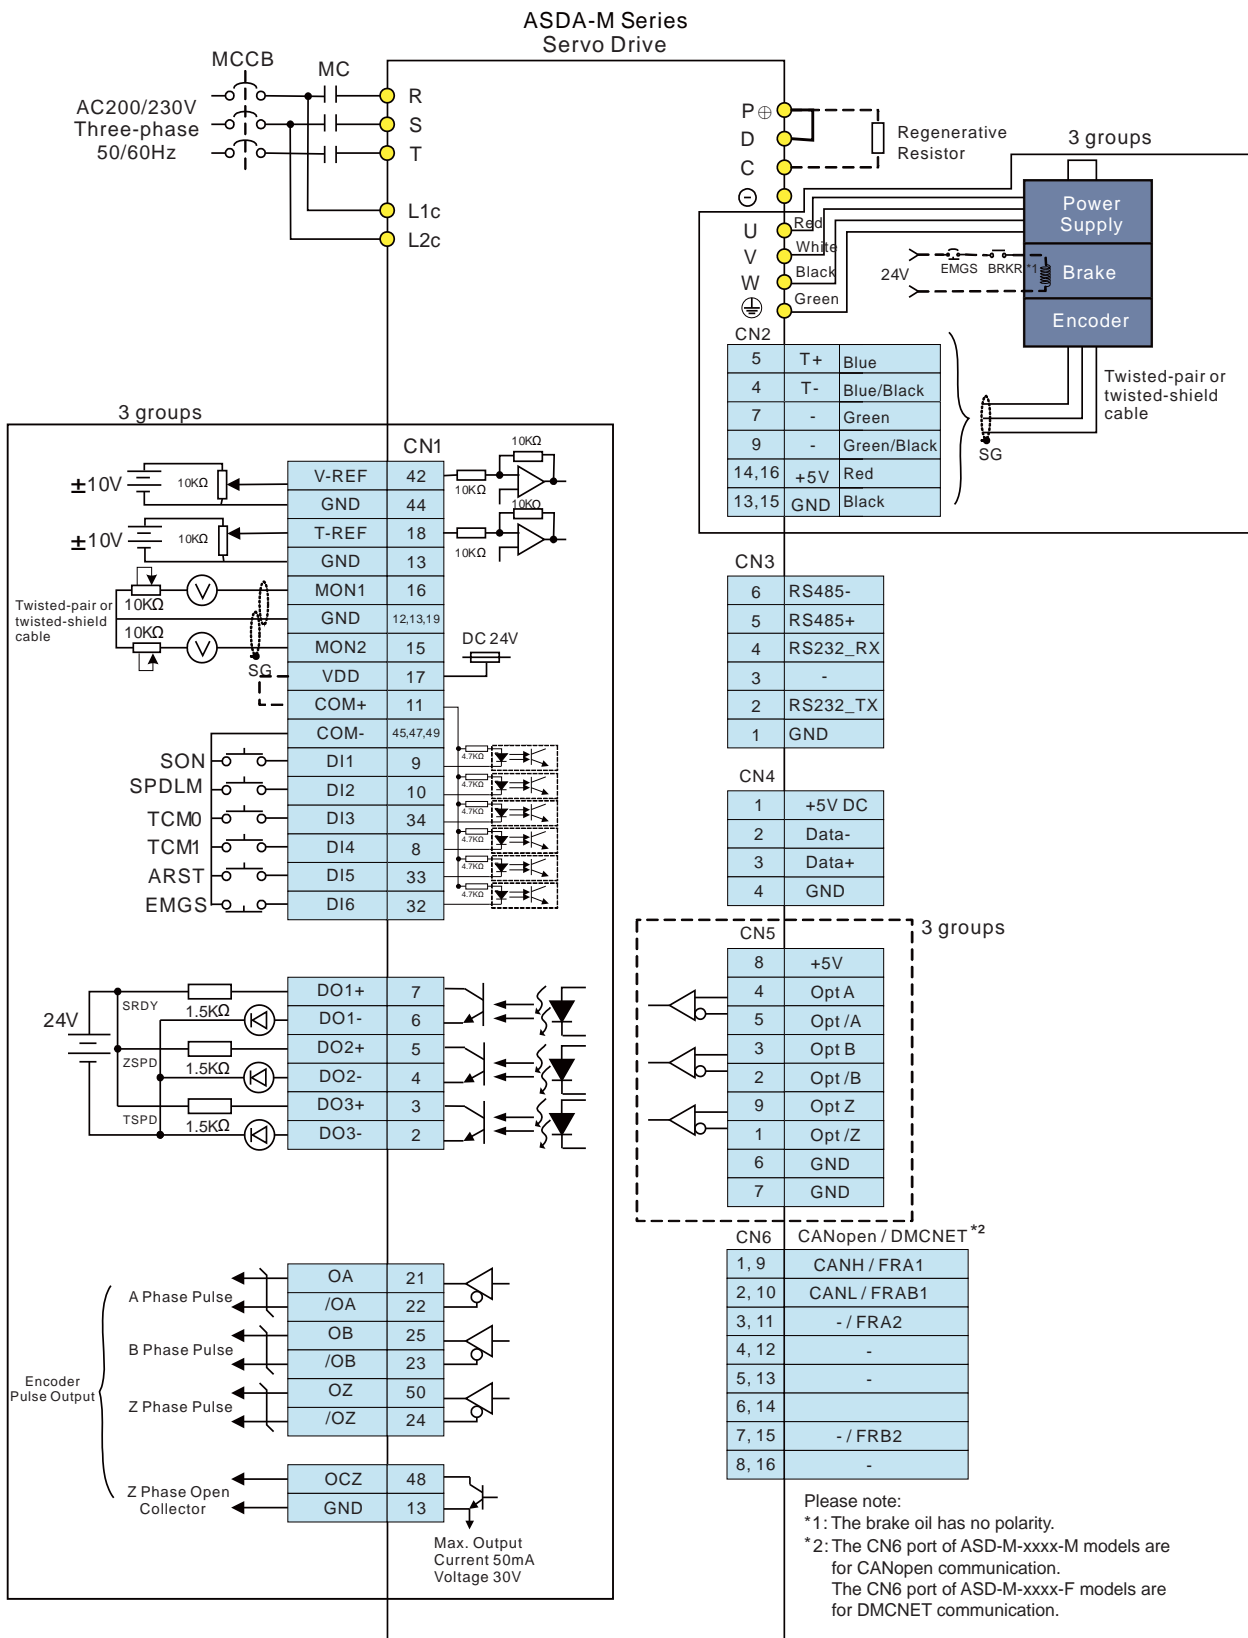 ASDA-M Series
Servo Drive
MCCB
MC
AC200/230V
Three-phase
50/60Hz
R
S
T
L1c
L2c
P ⊕
D
C
⊖
Regenerative
Resistor
3 groups
U Red
V White
W Black
Green
Power
Supply
24V
EMGS BRKR *1
Brake
Encoder
Twisted-pair or
twisted-shield
cable
SG
CN2
5 T+ Blue
4 T- Blue/Black
7 - Green
9 - Green/Black
14,16 +5V Red
13,15 GND Black
3 groups
CN1
±10V 10KΩ V-REF 42 10KΩ 10KΩ
GND 44
±10V 10KΩ T-REF 18 10KΩ 10KΩ
GND 13
10KΩ V MON1 16
Twisted-pair or
twisted-shield
cable
GND 12,13,19
10KΩ V MON2 15
SG
DC 24V
VDD 17
COM+ 11
COM- 45,47,49
SON DI1 9 4.7KΩ
SPDLM DI2 10 4.7KΩ
TCM0 DI3 34 4.7KΩ
TCM1 DI4 8 4.7KΩ
ARST DI5 33 4.7KΩ
EMGS DI6 32 4.7KΩ
24V
SRDY 1.5KΩ DO1+ 7
DO1- 6
ZSPD 1.5KΩ DO2+ 5
DO2- 4
TSPD 1.5KΩ DO3+ 3
DO3- 2
Encoder
Pulse Output
A Phase Pulse
OA 21
/OA 22
B Phase Pulse
OB 25
/OB 23
Z Phase Pulse
OZ 50
/OZ 24
Z Phase Open
Collector
OCZ 48
GND 13
Max. Output
Current 50mA
Voltage 30V
CN3
6 RS485-
5 RS485+
4 RS232_RX
3 -
2 RS232_TX
1 GND
CN4
1 +5V DC
2 Data-
3 Data+
4 GND
3 groups
CN5
8 +5V
4 Opt A
5 Opt /A
3 Opt B
2 Opt /B
9 Opt Z
1 Opt /Z
6 GND
7 GND
CN6 CANopen / DMCNET *2
1, 9 CANH / FRA1
2, 10 CANL / FRAB1
3, 11 - / FRA2
4, 12 -
5, 13 -
6, 14
7, 15 - / FRB2
8, 16 -
Please note:
*1: The brake oil has no polarity.
*2: The CN6 port of ASD-M-xxxx-M models are
for CANopen communication.
The CN6 port of ASD-M-xxxx-F models are
for DMCNET communication.